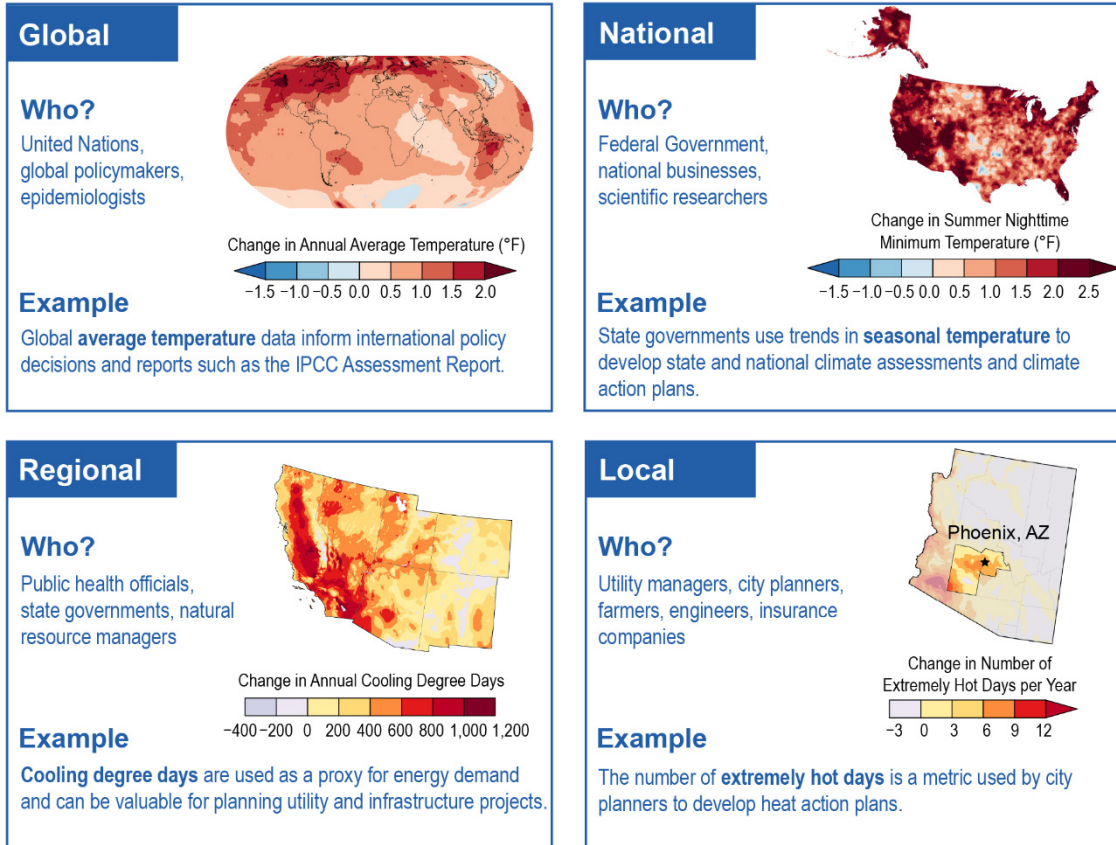 Global
Who?
United Nations,
global policymakers,
epidemiologists
Change in Annual Average Temperature (°F)
−1.5 −1.0 −0.5 0.0 0.5 1.0 1.5 2.0
Example
Global average temperature data inform international policy
decisions and reports such as the IPCC Assessment Report.
National
Who?
Federal Government,
national businesses,
scientific researchers
Change in Summer Nighttime
Minimum Temperature (°F)
−1.5 −1.0 −0.5 0.0 0.5 1.0 1.5 2.0 2.5
Example
State governments use trends in seasonal temperature to
develop state and national climate assessments and climate
action plans.
Regional
Who?
Public health officials,
state governments, natural
resource managers
Change in Annual Cooling Degree Days
−400 −200 0 200 400 600 800 1,000 1,200
Example
Cooling degree days are used as a proxy for energy demand
and can be valuable for planning utility and infrastructure projects.
Local
Phoenix, AZ
Who?
Utility managers, city planners,
farmers, engineers, insurance
companies
Change in Number of
Extremely Hot Days per Year
−3 0 3 6 9 12
Example
The number of extremely hot days is a metric used by city
planners to develop heat action plans.